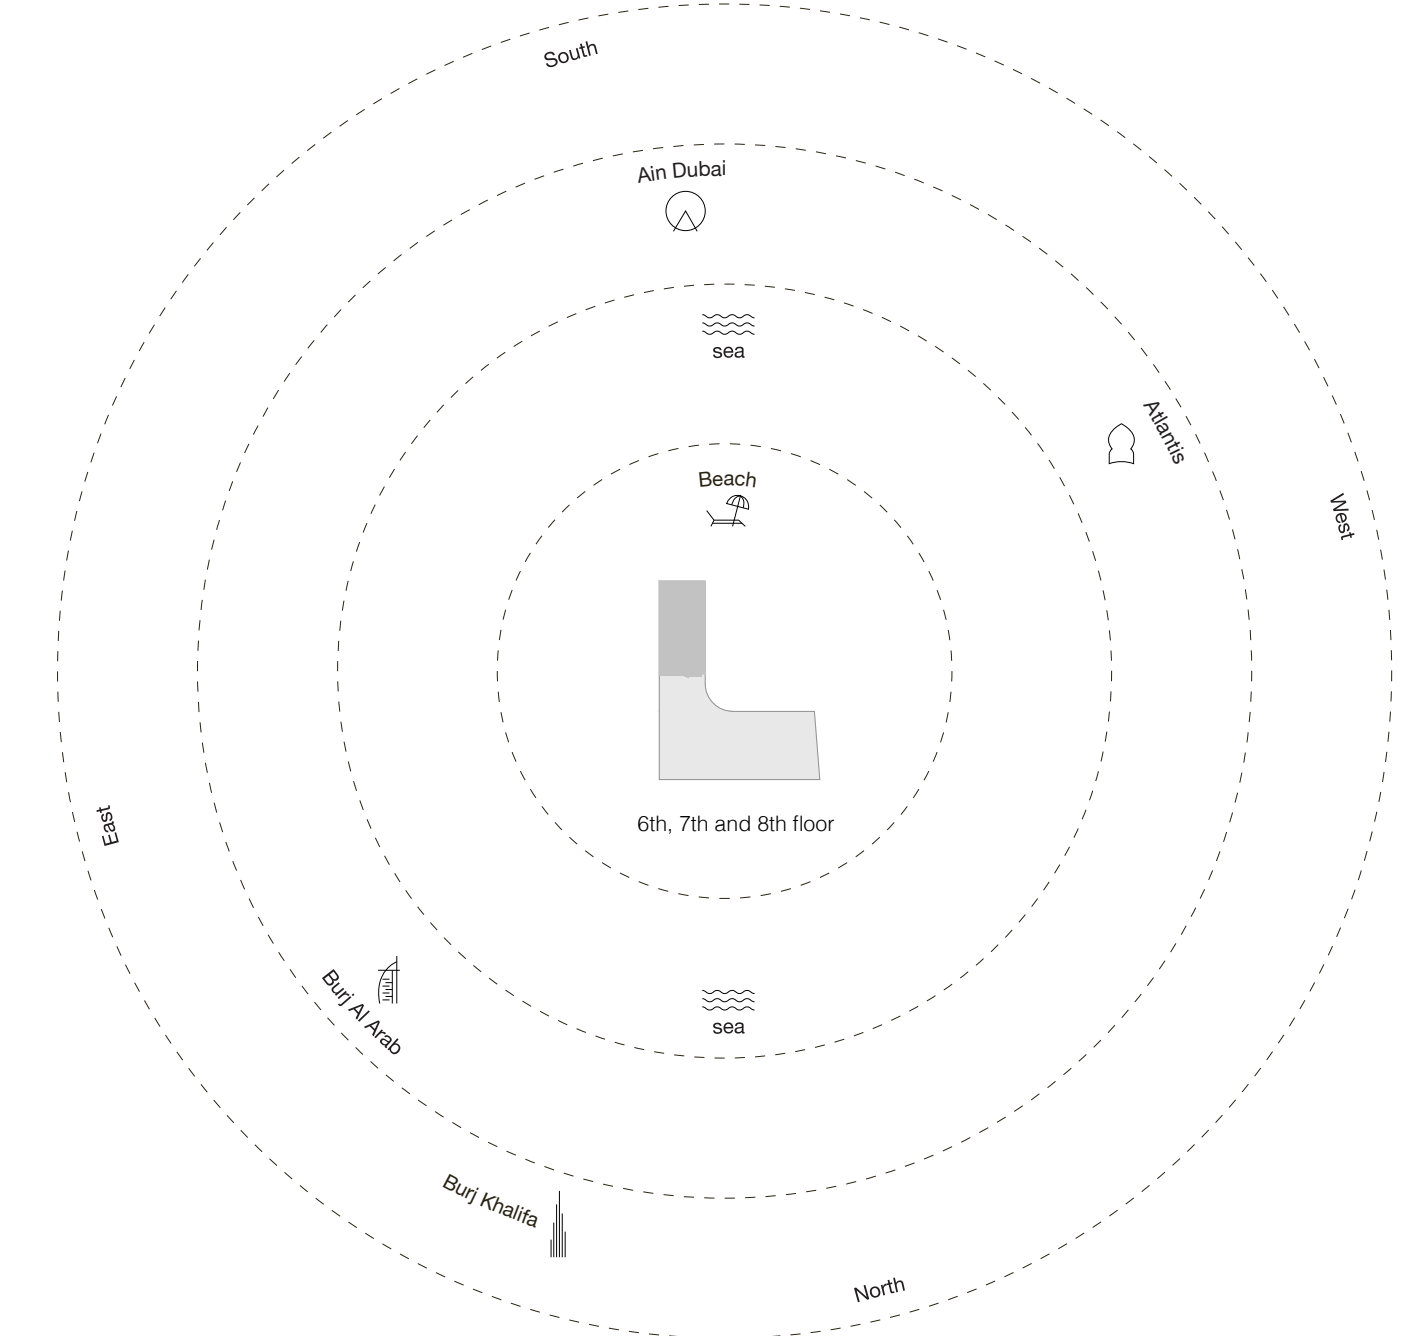 South
Ain Dubai
sea
Atlantis
Beach
West
6th, 7th and 8th floor
East
Burj Al Arab
sea
Burj Khalifa
North